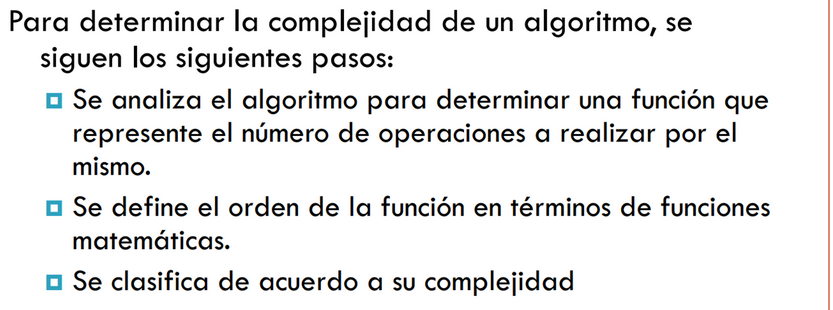 Para determinar la complejidad de un algoritmo, se
siguen los siguientes pasos:
Se analiza el algoritmo para determinar una función que
represente el número de operaciones a realizar por el
mismo.
Se define el orden de la función en términos de funciones
matemáticas.
Se clasifica de acuerdo a su complejidad